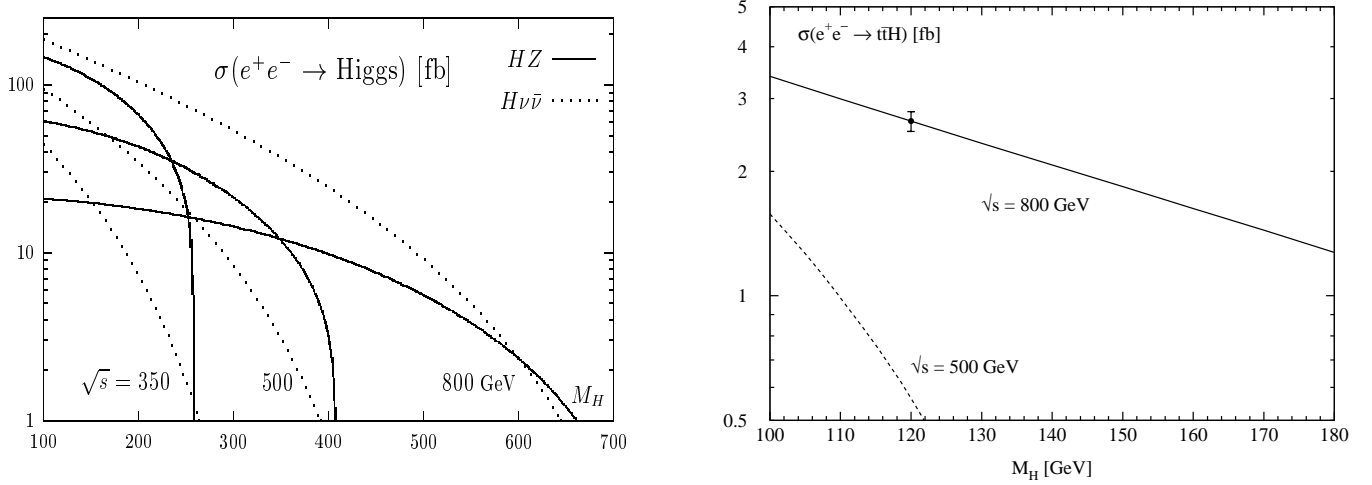 σ(e⁺e⁻ → Higgs) [fb]
HZ
Hνν̄
100
10
1
√s = 350
500
800 GeV
M_H
100 200 300 400 500 600 700
σ(e⁺e⁻ → tt̄H) [fb]
5
4
3
2
1
0.5
√s = 800 GeV
√s = 500 GeV
100 110 120 130 140 150 160 170 180
M_H [GeV]